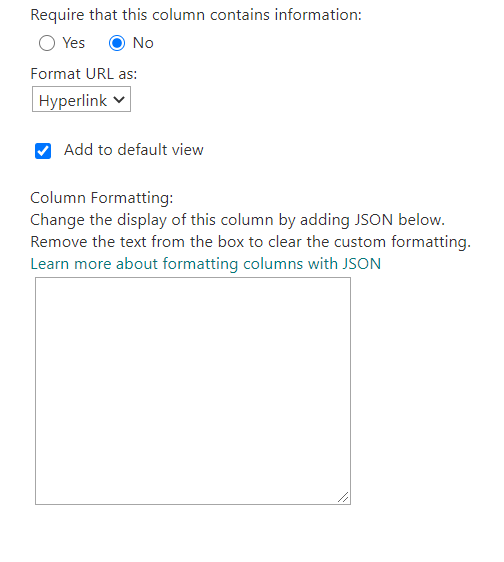 Require that this column contains information:
Yes No
Format URL as:
Hyperlink
Add to default view
Column Formatting:
Change the display of this column by adding JSON below.
Remove the text from the box to clear the custom formatting.
Learn more about formatting columns with JSON